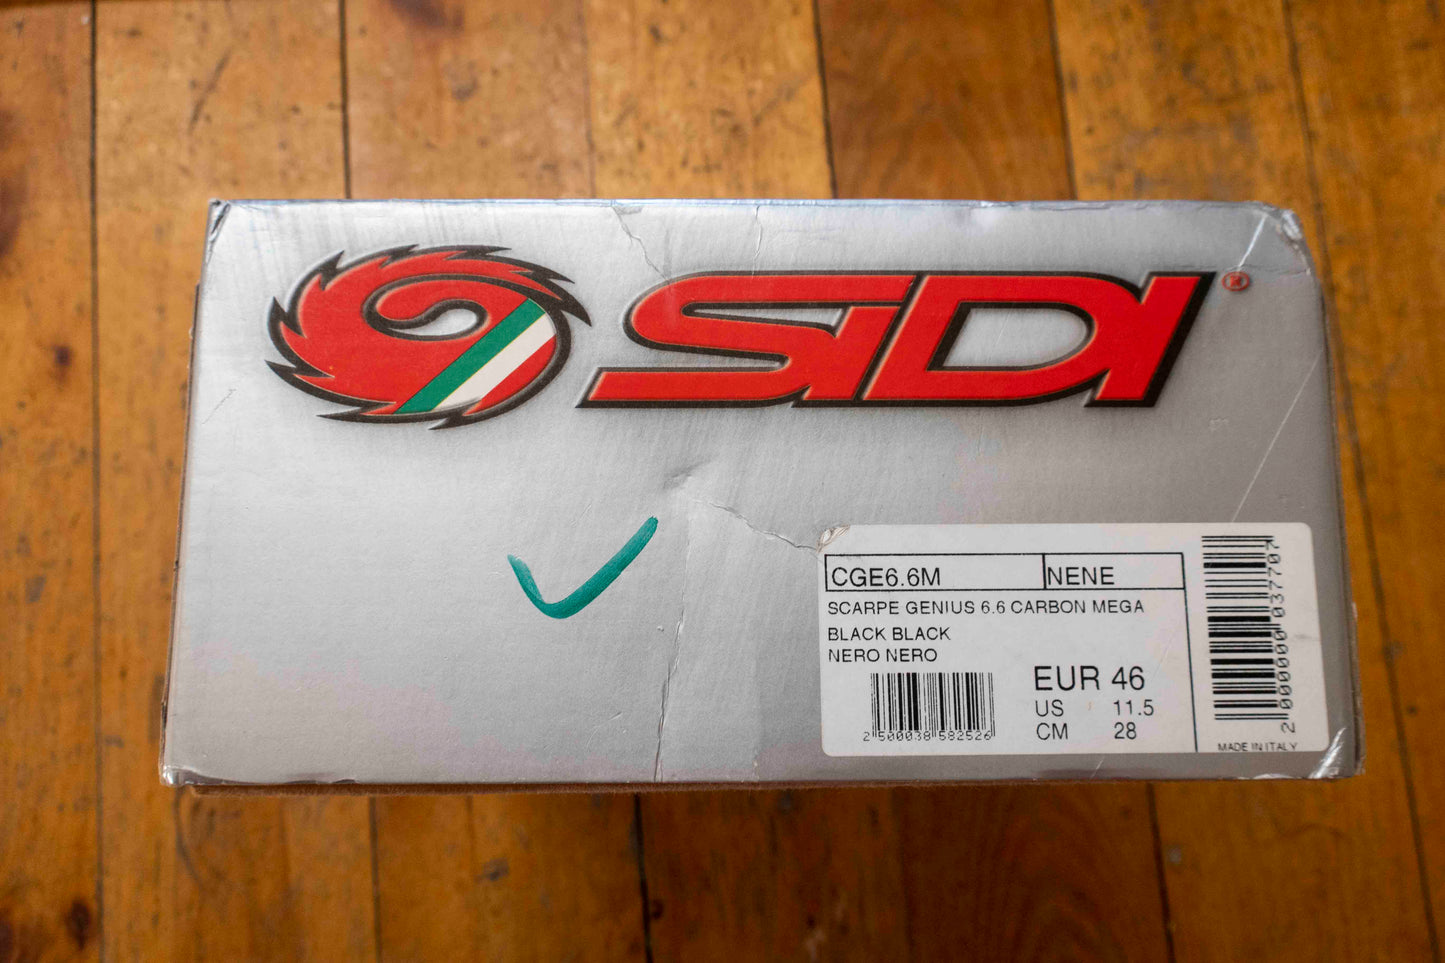 SIDI®
CGE6.6M NENE
SCARPE GENIUS 6.6 CARBON MEGA
BLACK BLACK
NERO NERO
EUR 46
US 11.5
CM 28
2 500038 582526
2 000000 037707
MADE IN ITALY